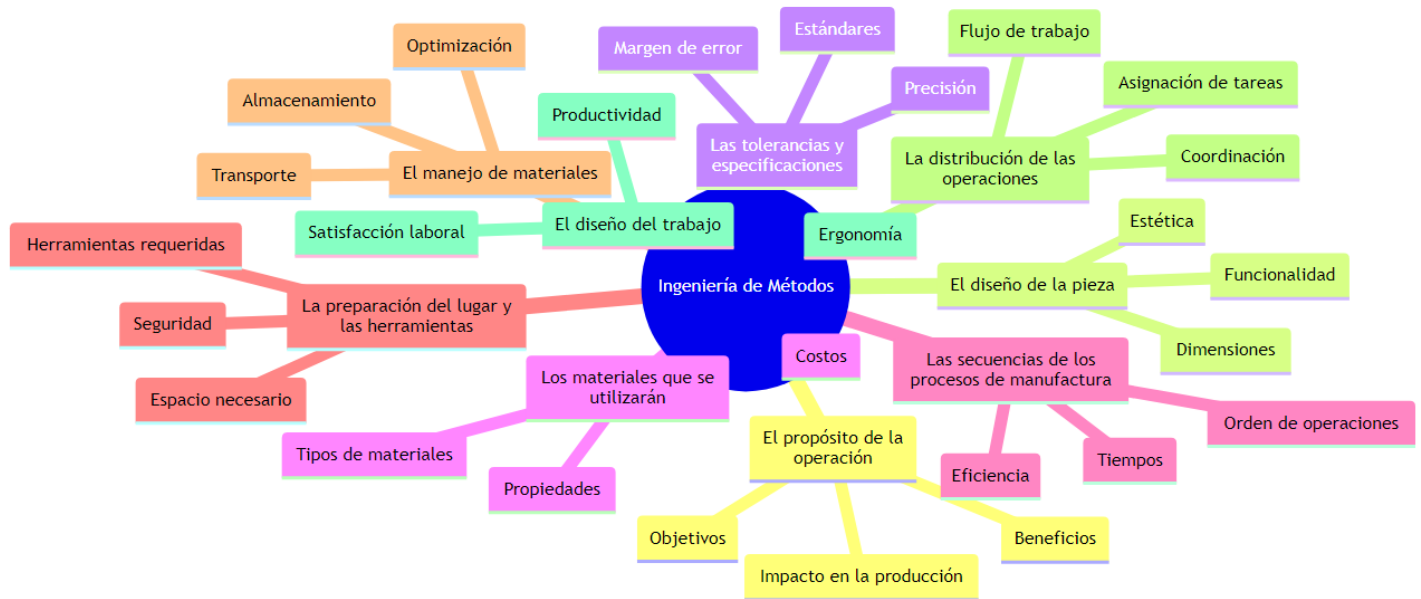 Ingeniería de Métodos
El propósito de la
operación
Objetivos
Impacto en la producción
Beneficios
El diseño de la pieza
Estética
Funcionalidad
Dimensiones
Las tolerancias y
especificaciones
Margen de error
Estándares
Precisión
Los materiales que se
utilizarán
Tipos de materiales
Propiedades
Costos
Las secuencias de los
procesos de manufactura
Orden de operaciones
Tiempos
Eficiencia
La preparación del lugar y
las herramientas
Herramientas requeridas
Seguridad
Espacio necesario
El manejo de materiales
Optimización
Almacenamiento
Transporte
La distribución de las
operaciones
Flujo de trabajo
Asignación de tareas
Coordinación
El diseño del trabajo
Productividad
Satisfacción laboral
Ergonomía